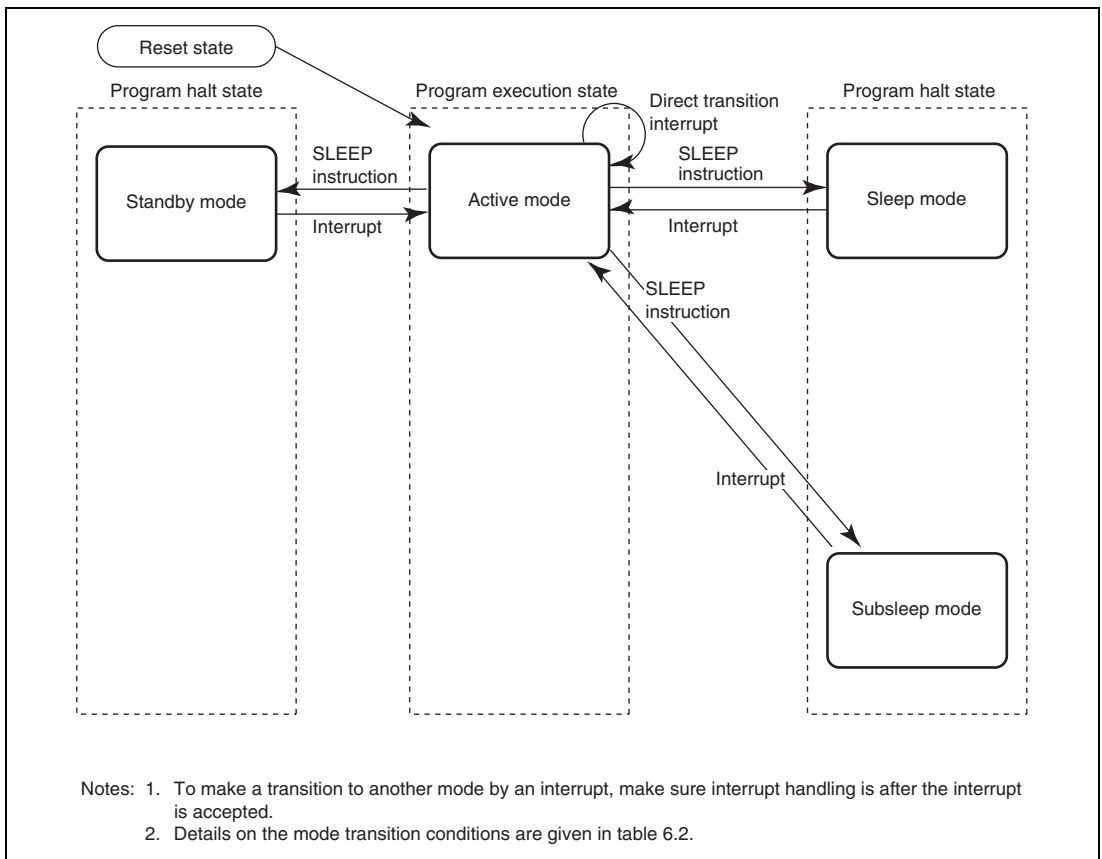 Reset state
Program halt state
Program execution state
Program halt state
Direct transition
interrupt
SLEEP
instruction
SLEEP
instruction
Standby mode
Active mode
Sleep mode
Interrupt
Interrupt
SLEEP
instruction
Interrupt
Subsleep mode
Notes: 1. To make a transition to another mode by an interrupt, make sure interrupt handling is after the interrupt
is accepted.
2. Details on the mode transition conditions are given in table 6.2.